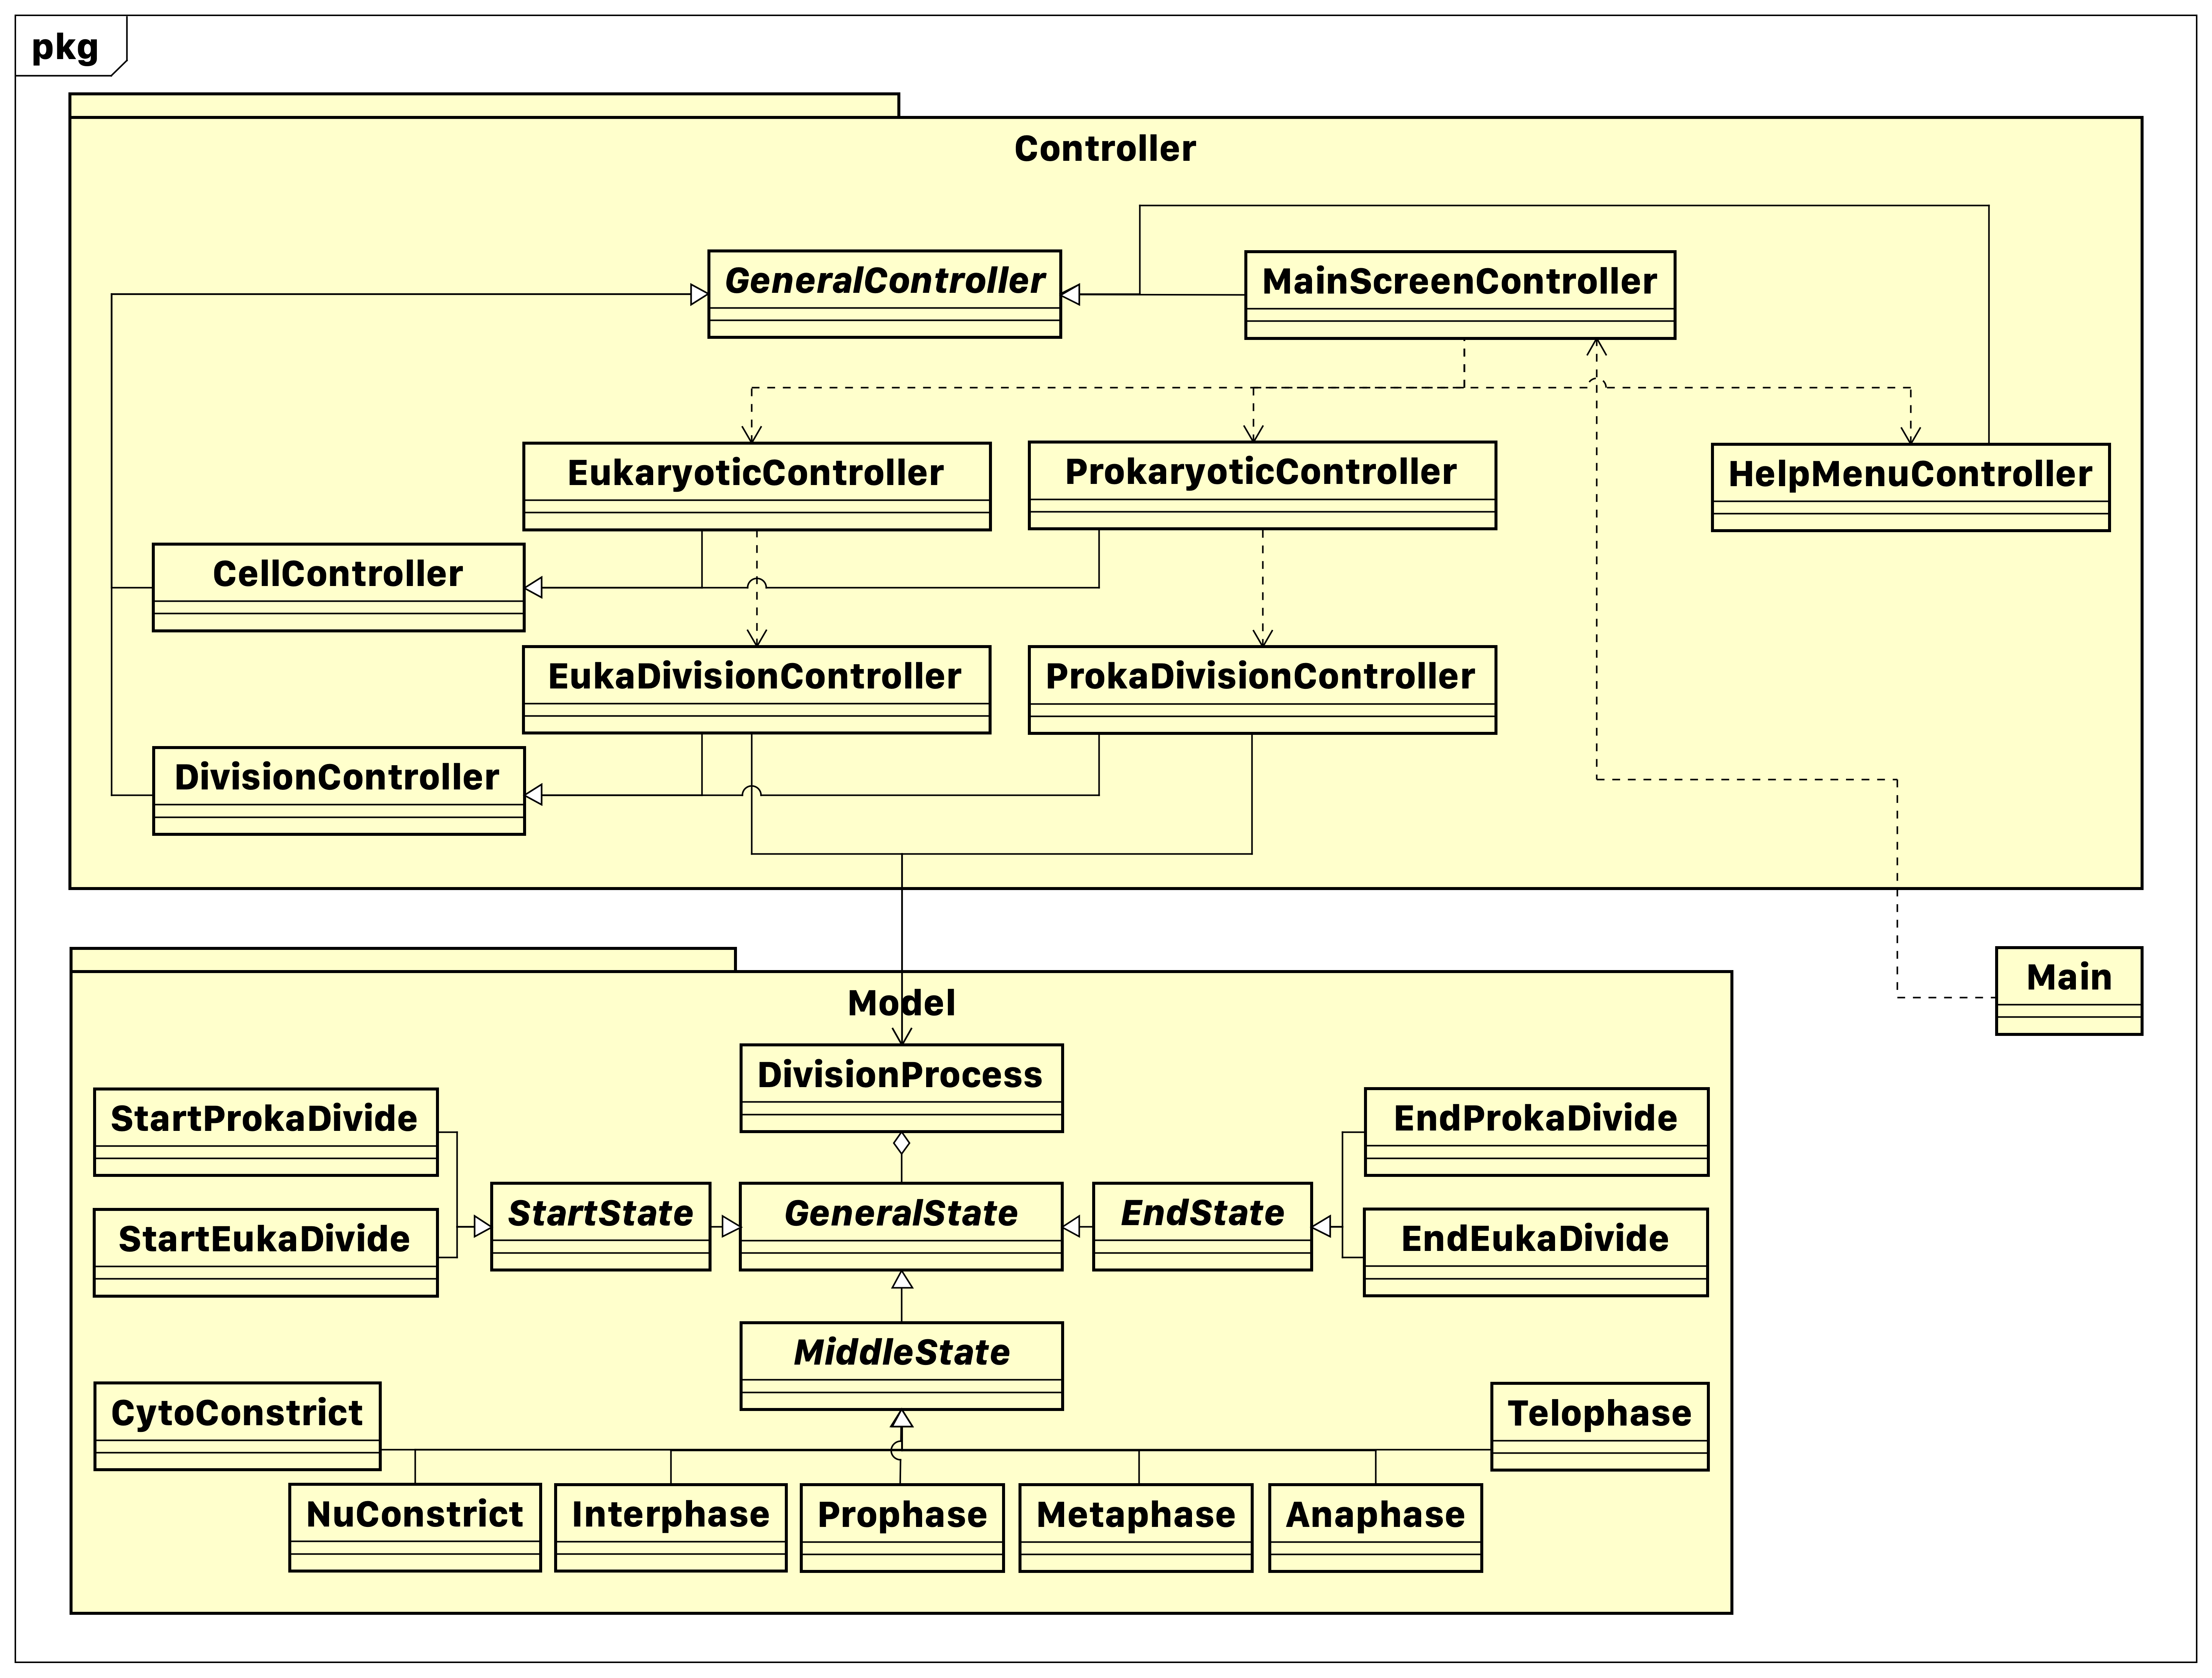 pkg
Controller
GeneralController
MainScreenController
EukaryoticController
ProkaryoticController
HelpMenuController
CellController
EukaDivisionController
ProkaDivisionController
DivisionController
Main
Model
DivisionProcess
StartProkaDivide
EndProkaDivide
StartState
GeneralState
EndState
StartEukaDivide
EndEukaDivide
MiddleState
CytoConstrict
Telophase
NuConstrict
Interphase
Prophase
Metaphase
Anaphase